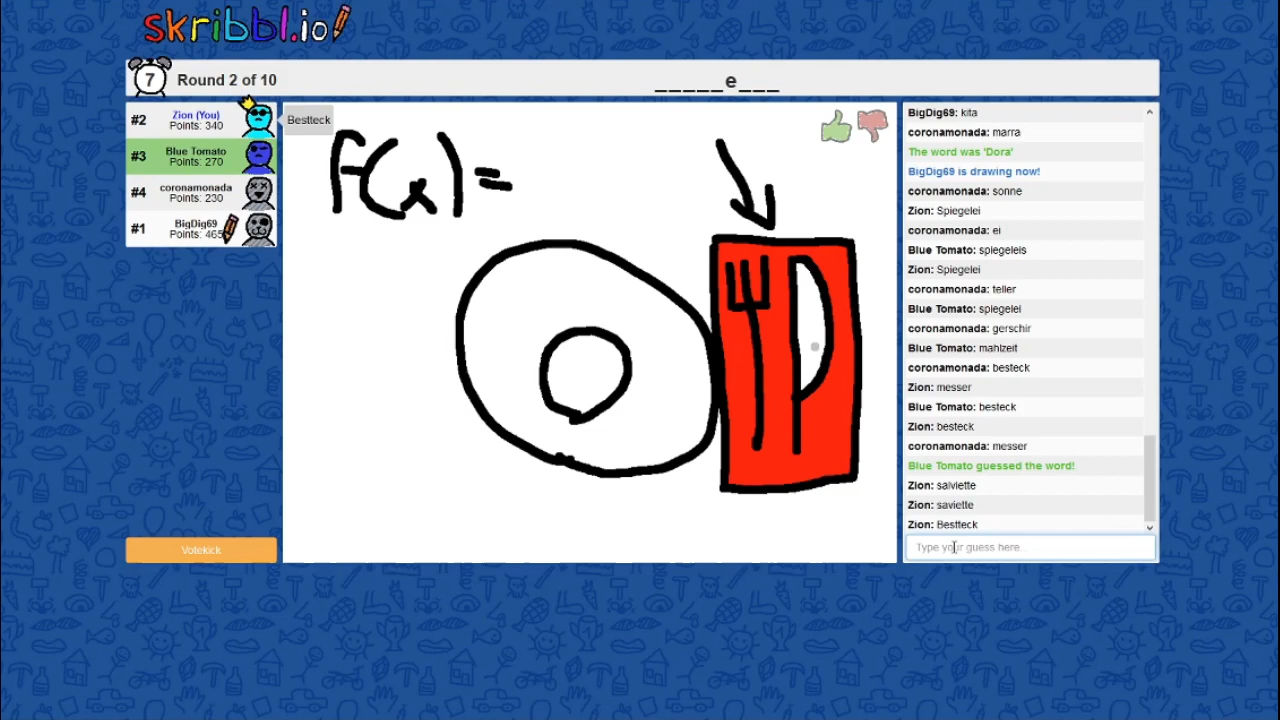 skribbl.io
7
Round 2 of 10
_____e___
#2
Zion (You)
Points: 340
#3
Blue Tomato
Points: 270
#4
coronamonada
Points: 230
#1
BigDig69
Points: 465
Votekick
Bestteck
f(x)=
BigDig69: kita
coronamonada: marra
The word was 'Dora'
BigDig69 is drawing now!
coronamonada: sonne
Zion: Spiegelei
coronamonada: ei
Blue Tomato: spiegeleis
Zion: Spiegelei
coronamonada: teller
Blue Tomato: spiegelei
coronamonada: gerschir
Blue Tomato: mahlzeit
coronamonada: besteck
Zion: messer
Blue Tomato: besteck
Zion: besteck
coronamonada: messer
Blue Tomato guessed the word!
Zion: salviette
Zion: saviette
Zion: Bestteck
Type your guess here...